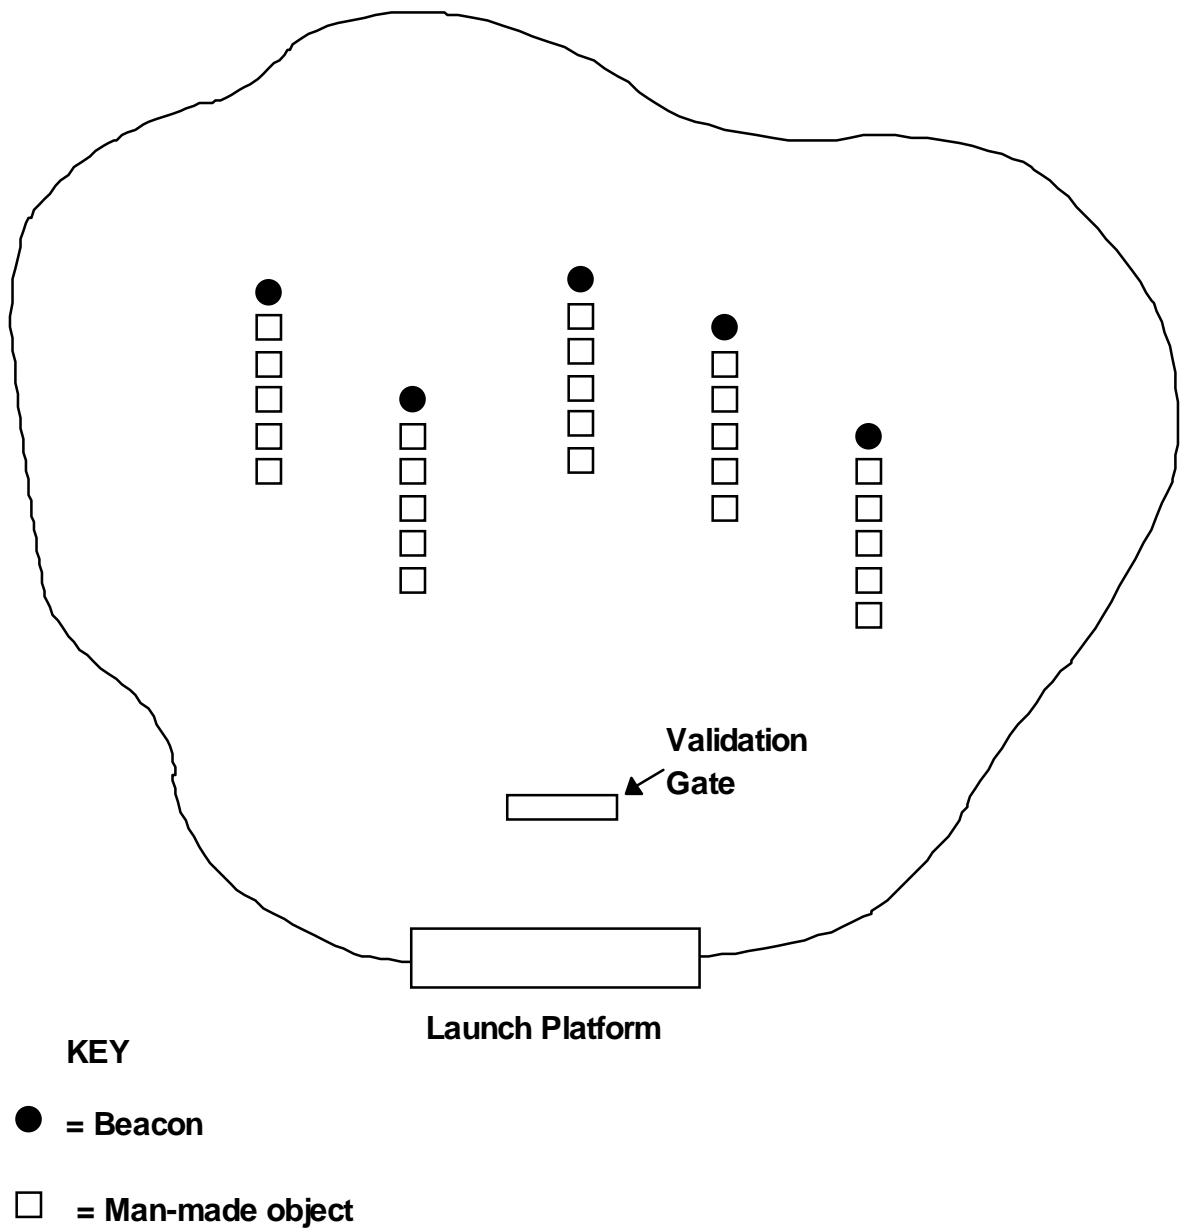 Validation
Gate
Launch Platform
KEY
= Beacon
= Man-made object